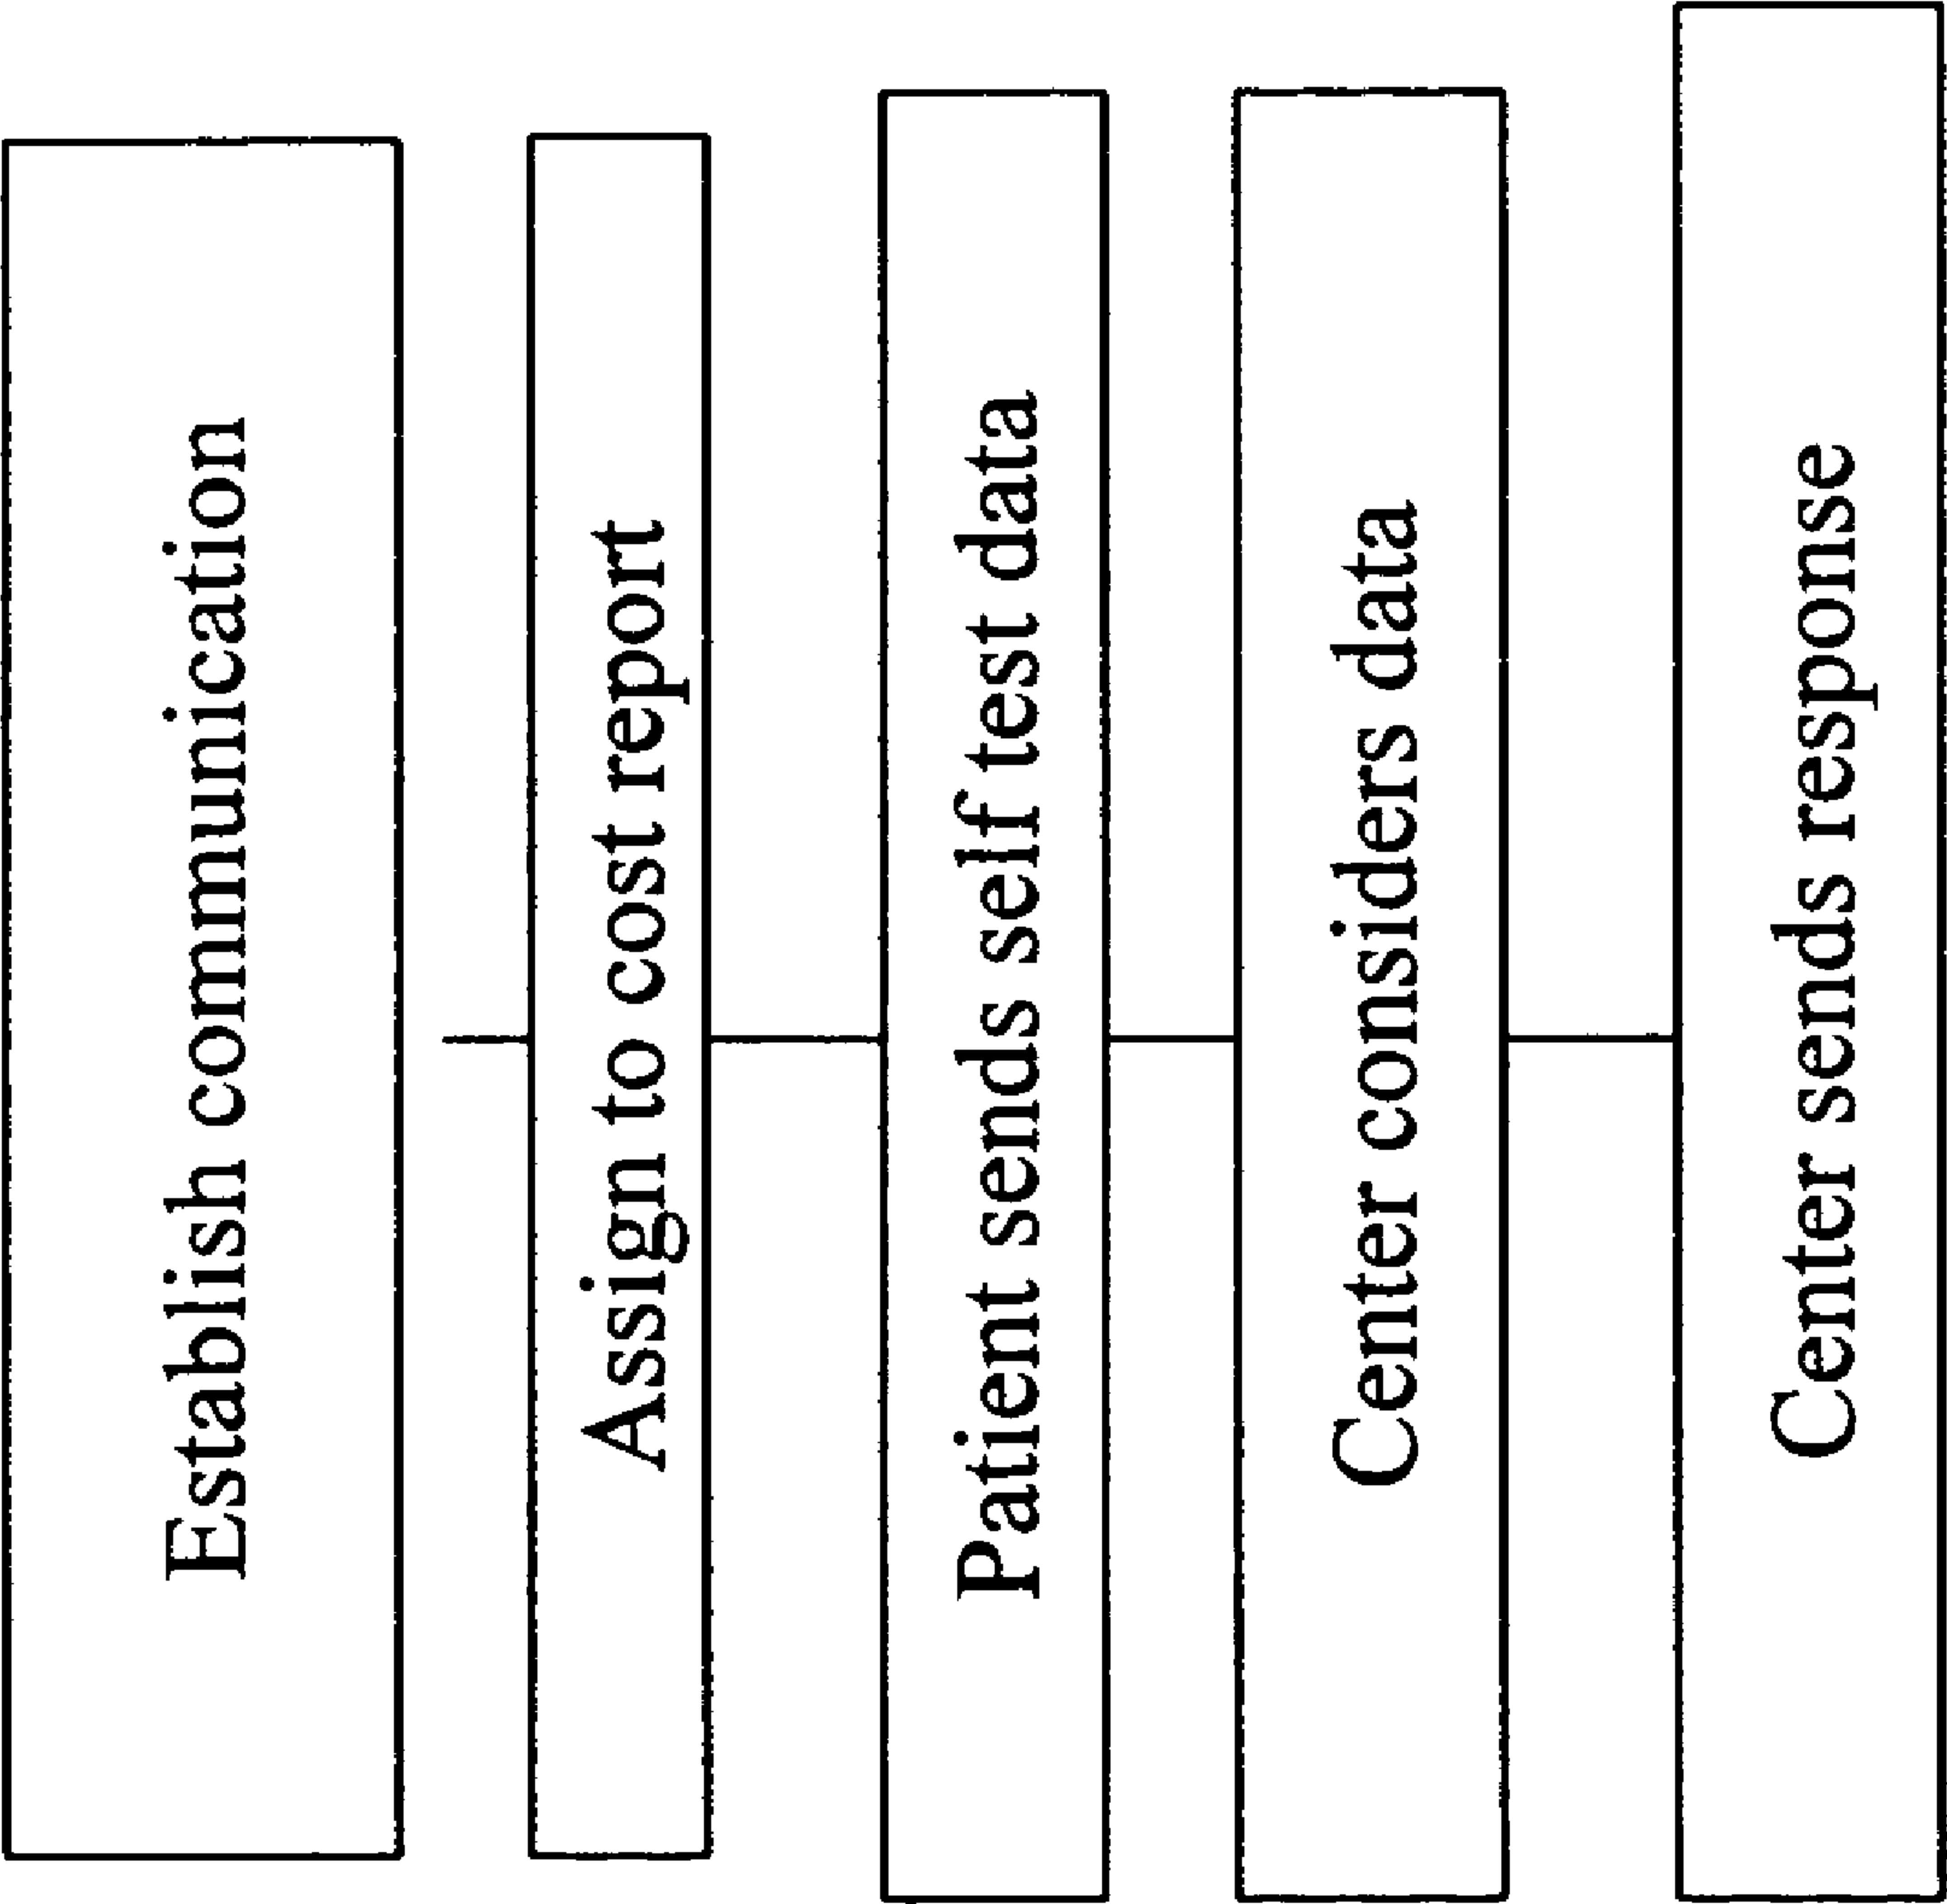 Establish communication
Assign to cost report
Patient sends self test data
Center considers data
Center sends response